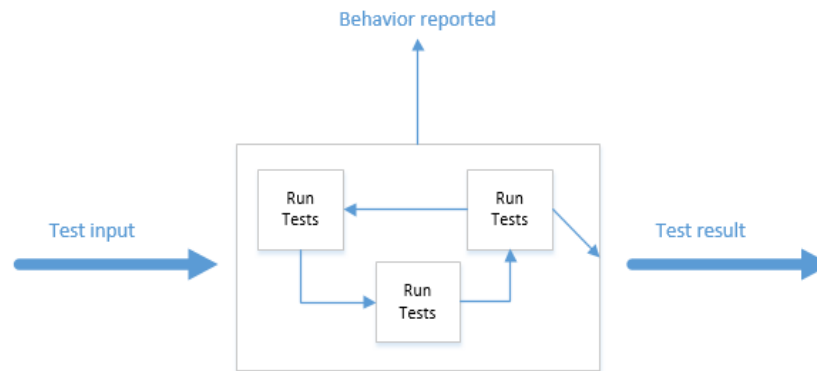 Behavior reported
Test input
Run
Tests
Run
Tests
Test result
Run
Tests